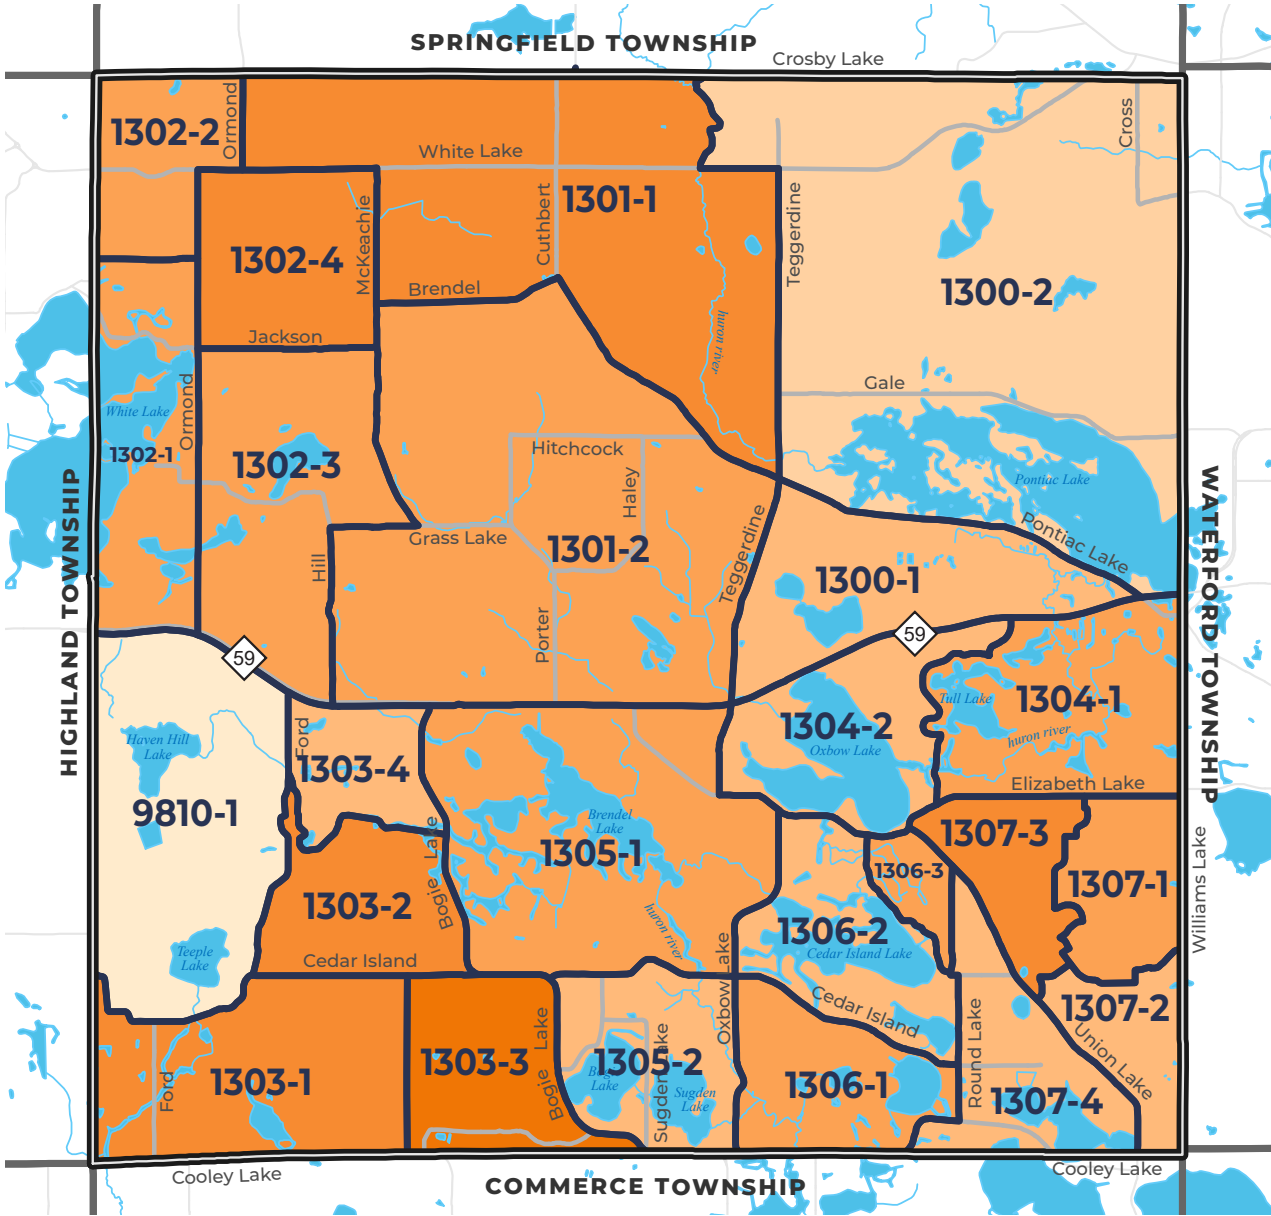 SPRINGFIELD TOWNSHIP
Crosby Lake
1302-2
Ormond
White Lake
Cross
1301-1
Cuthbert
McKeachie
Teggerdine
1302-4
1300-2
Brendel
Jackson
huron river
Gale
Ormond
White Lake
1302-1
1302-3
Hitchcock
Haley
Pontiac Lake
HIGHLAND TOWNSHIP
WATERFORD TOWNSHIP
Grass Lake
1301-2
Teggerdine
Pontiac Lake
Hill
1300-1
Porter
59
59
Tull Lake
1304-1
huron river
1304-2
Oxbow Lake
Haven Hill
Lake
Ford
1303-4
Elizabeth Lake
9810-1
Brendel
Lake
1305-1
Bogie Lake
1307-3
1306-3
1307-1
Williams Lake
1303-2
huron river
1306-2
Cedar Island Lake
Teeple
Lake
Cedar Island
Oxbow Lake
Cedar Island
1307-2
Round Lake
Union Lake
Ford
1303-1
1303-3
Bogie Lake
1305-2
Lake
Sugden Lake
Sugden
Lake
1306-1
1307-4
Cooley Lake
COMMERCE TOWNSHIP
Cooley Lake